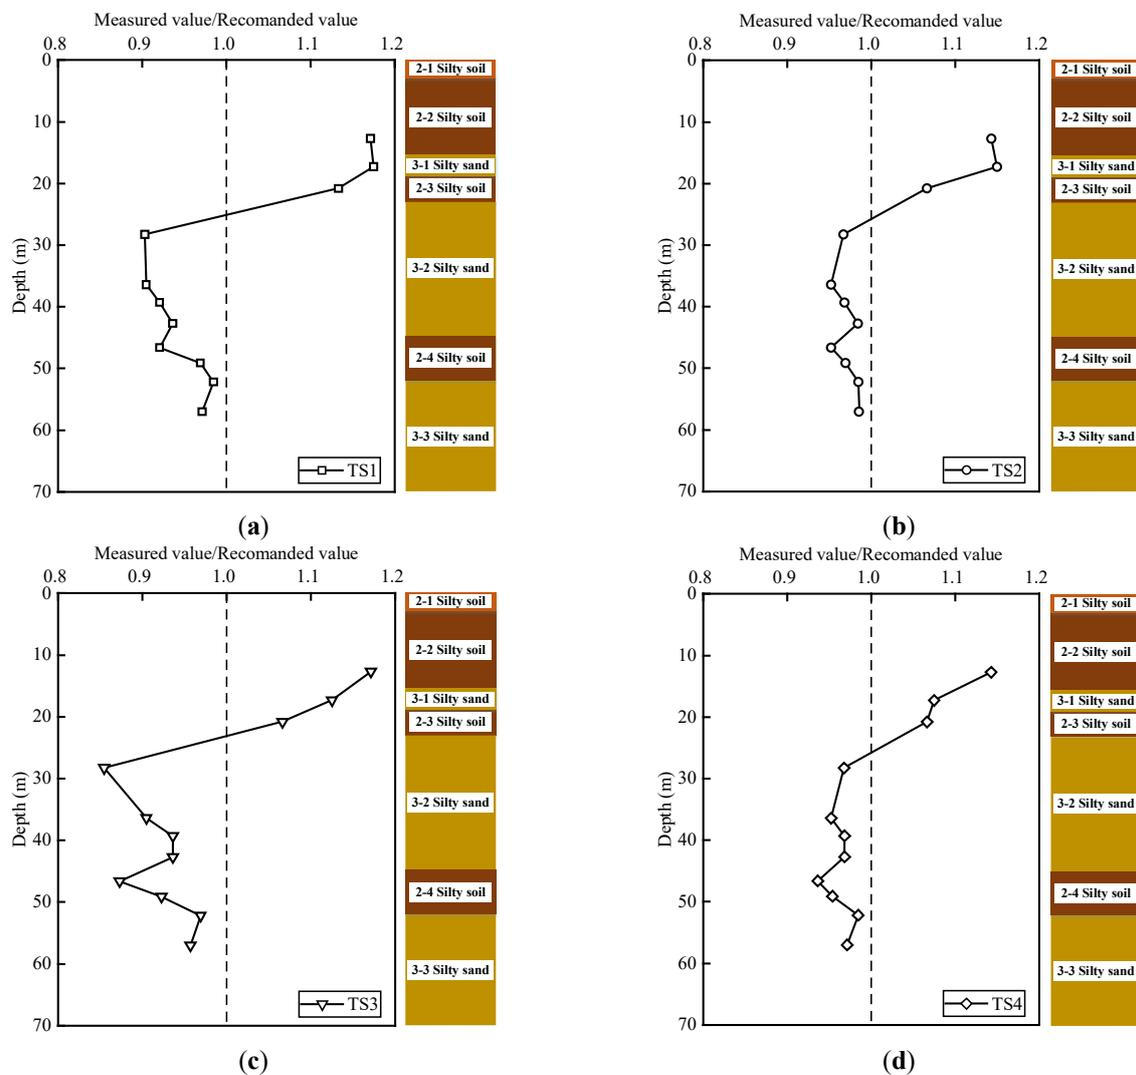 Measured value/Recomanded value
0.8 0.9 1.0 1.1 1.2
0
10
20
30
40
50
60
70
Depth (m)
2-1 Silty soil
2-2 Silty soil
3-1 Silty sand
2-3 Silty soil
3-2 Silty sand
2-4 Silty soil
3-3 Silty sand
TS1
(a)
Measured value/Recomanded value
0.8 0.9 1.0 1.1 1.2
0
10
20
30
40
50
60
70
Depth (m)
2-1 Silty soil
2-2 Silty soil
3-1 Silty sand
2-3 Silty soil
3-2 Silty sand
2-4 Silty soil
3-3 Silty sand
TS2
(b)
Measured value/Recomanded value
0.8 0.9 1.0 1.1 1.2
0
10
20
30
40
50
60
70
Depth (m)
2-1 Silty soil
2-2 Silty soil
3-1 Silty sand
2-3 Silty soil
3-2 Silty sand
2-4 Silty soil
3-3 Silty sand
TS3
(c)
Measured value/Recomanded value
0.8 0.9 1.0 1.1 1.2
0
10
20
30
40
50
60
70
Depth (m)
2-1 Silty soil
2-2 Silty soil
3-1 Silty sand
2-3 Silty soil
3-2 Silty sand
2-4 Silty soil
3-3 Silty sand
TS4
(d)